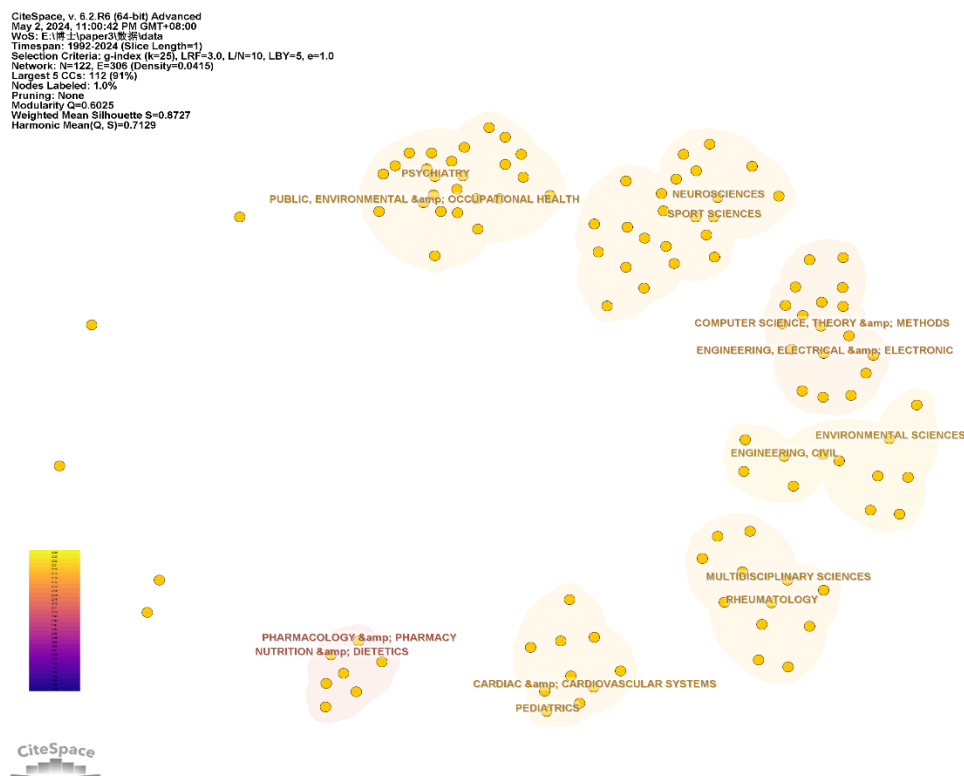 CiteSpace, v. 6.2.R6 (64-bit) Advanced
May 2, 2024, 11:00:42 PM GMT+08:00
WoS: E:\博士\paper3\数据\data
Timespan: 1992-2024 (Slice Length=1)
Selection Criteria: g-index (k=25), LRF=3.0, L/N=10, LBY=5, e=1.0
Network: N=122, E=306 (Density=0.0415)
Largest 5 CCs: 112 (91%)
Nodes Labeled: 1.0%
Pruning: None
Modularity Q=0.6025
Weighted Mean Silhouette S=0.8727
Harmonic Mean(Q, S)=0.7129
PSYCHIATRY
PUBLIC, ENVIRONMENTAL &amp; OCCUPATIONAL HEALTH
NEUROSCIENCES
SPORT SCIENCES
COMPUTER SCIENCE, THEORY &amp; METHODS
ENGINEERING, ELECTRICAL &amp; ELECTRONIC
ENVIRONMENTAL SCIENCES
ENGINEERING, CIVIL
MULTIDISCIPLINARY SCIENCES
RHEUMATOLOGY
PHARMACOLOGY &amp; PHARMACY
NUTRITION &amp; DIETETICS
CARDIAC &amp; CARDIOVASCULAR SYSTEMS
PEDIATRICS
CiteSpace